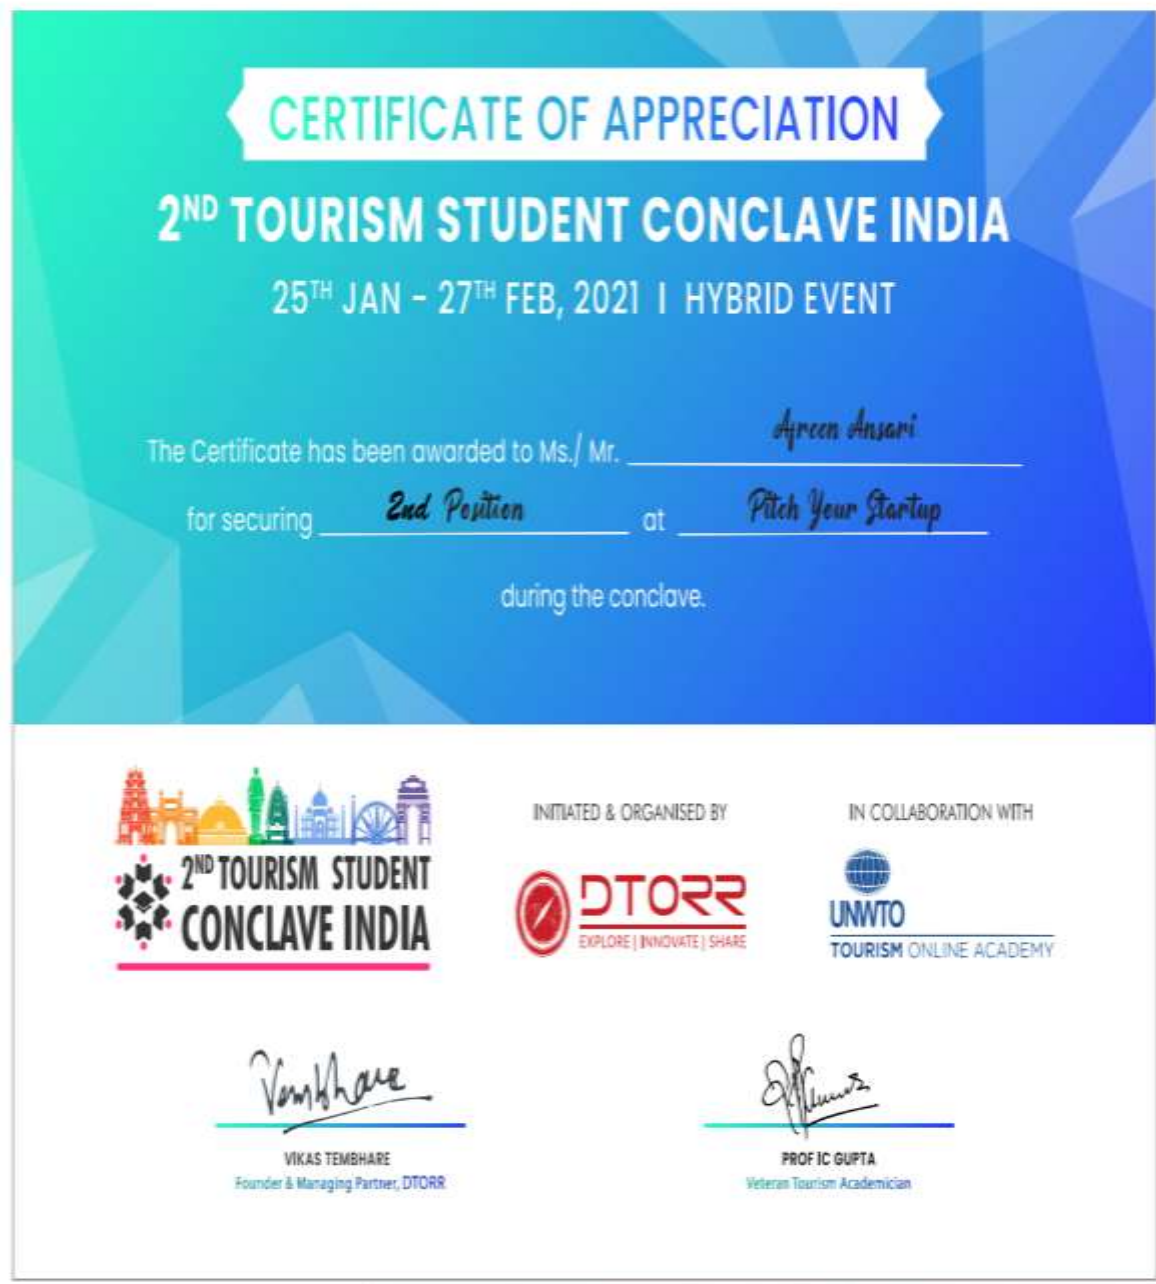 CERTIFICATE OF APPRECIATION
2ND TOURISM STUDENT CONCLAVE INDIA
25TH JAN - 27TH FEB, 2021 I HYBRID EVENT
The Certificate has been awarded to Ms./ Mr. Afreen Ansari
for securing 2nd Position at Pitch Your Startup
during the conclave.
INITIATED & ORGANISED BY
IN COLLABORATION WITH
2ND TOURISM STUDENT
CONCLAVE INDIA
DTORR
EXPLORE | INNOVATE | SHARE
UNWTO
TOURISM ONLINE ACADEMY
Vembhare
VIKAS TEMBHARE
Founder & Managing Partner, DTORR
PROF IC GUPTA
Veteran Tourism Academician